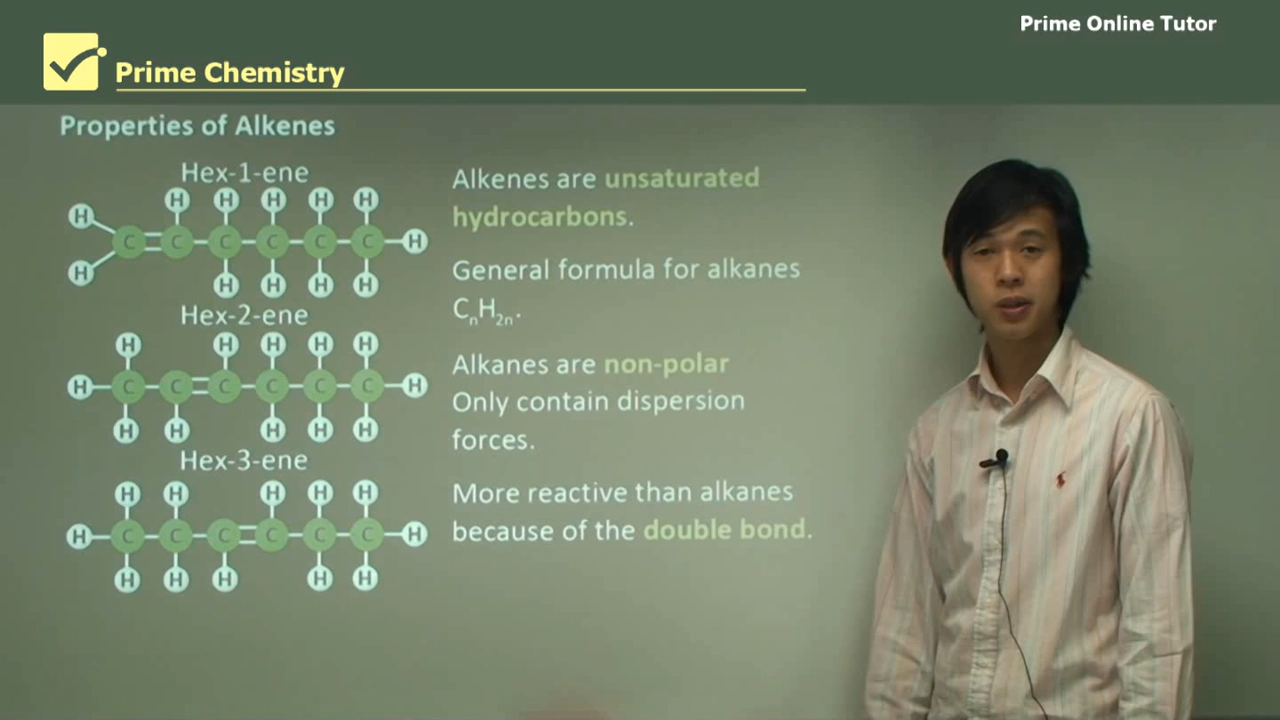 Prime Online Tutor
Prime Chemistry
Properties of Alkenes
Hex-1-ene
H H H H H
H
C C C C C C H
H
H H H H
Hex-2-ene
H H H H H
H C C C C C C H
H H H H H
Hex-3-ene
H H H H H
H C C C C C C H
H H H H H
Alkenes are unsaturated
hydrocarbons.
General formula for alkanes
CₙH₂ₙ.
Alkanes are non-polar
Only contain dispersion
forces.
More reactive than alkanes
because of the double bond.